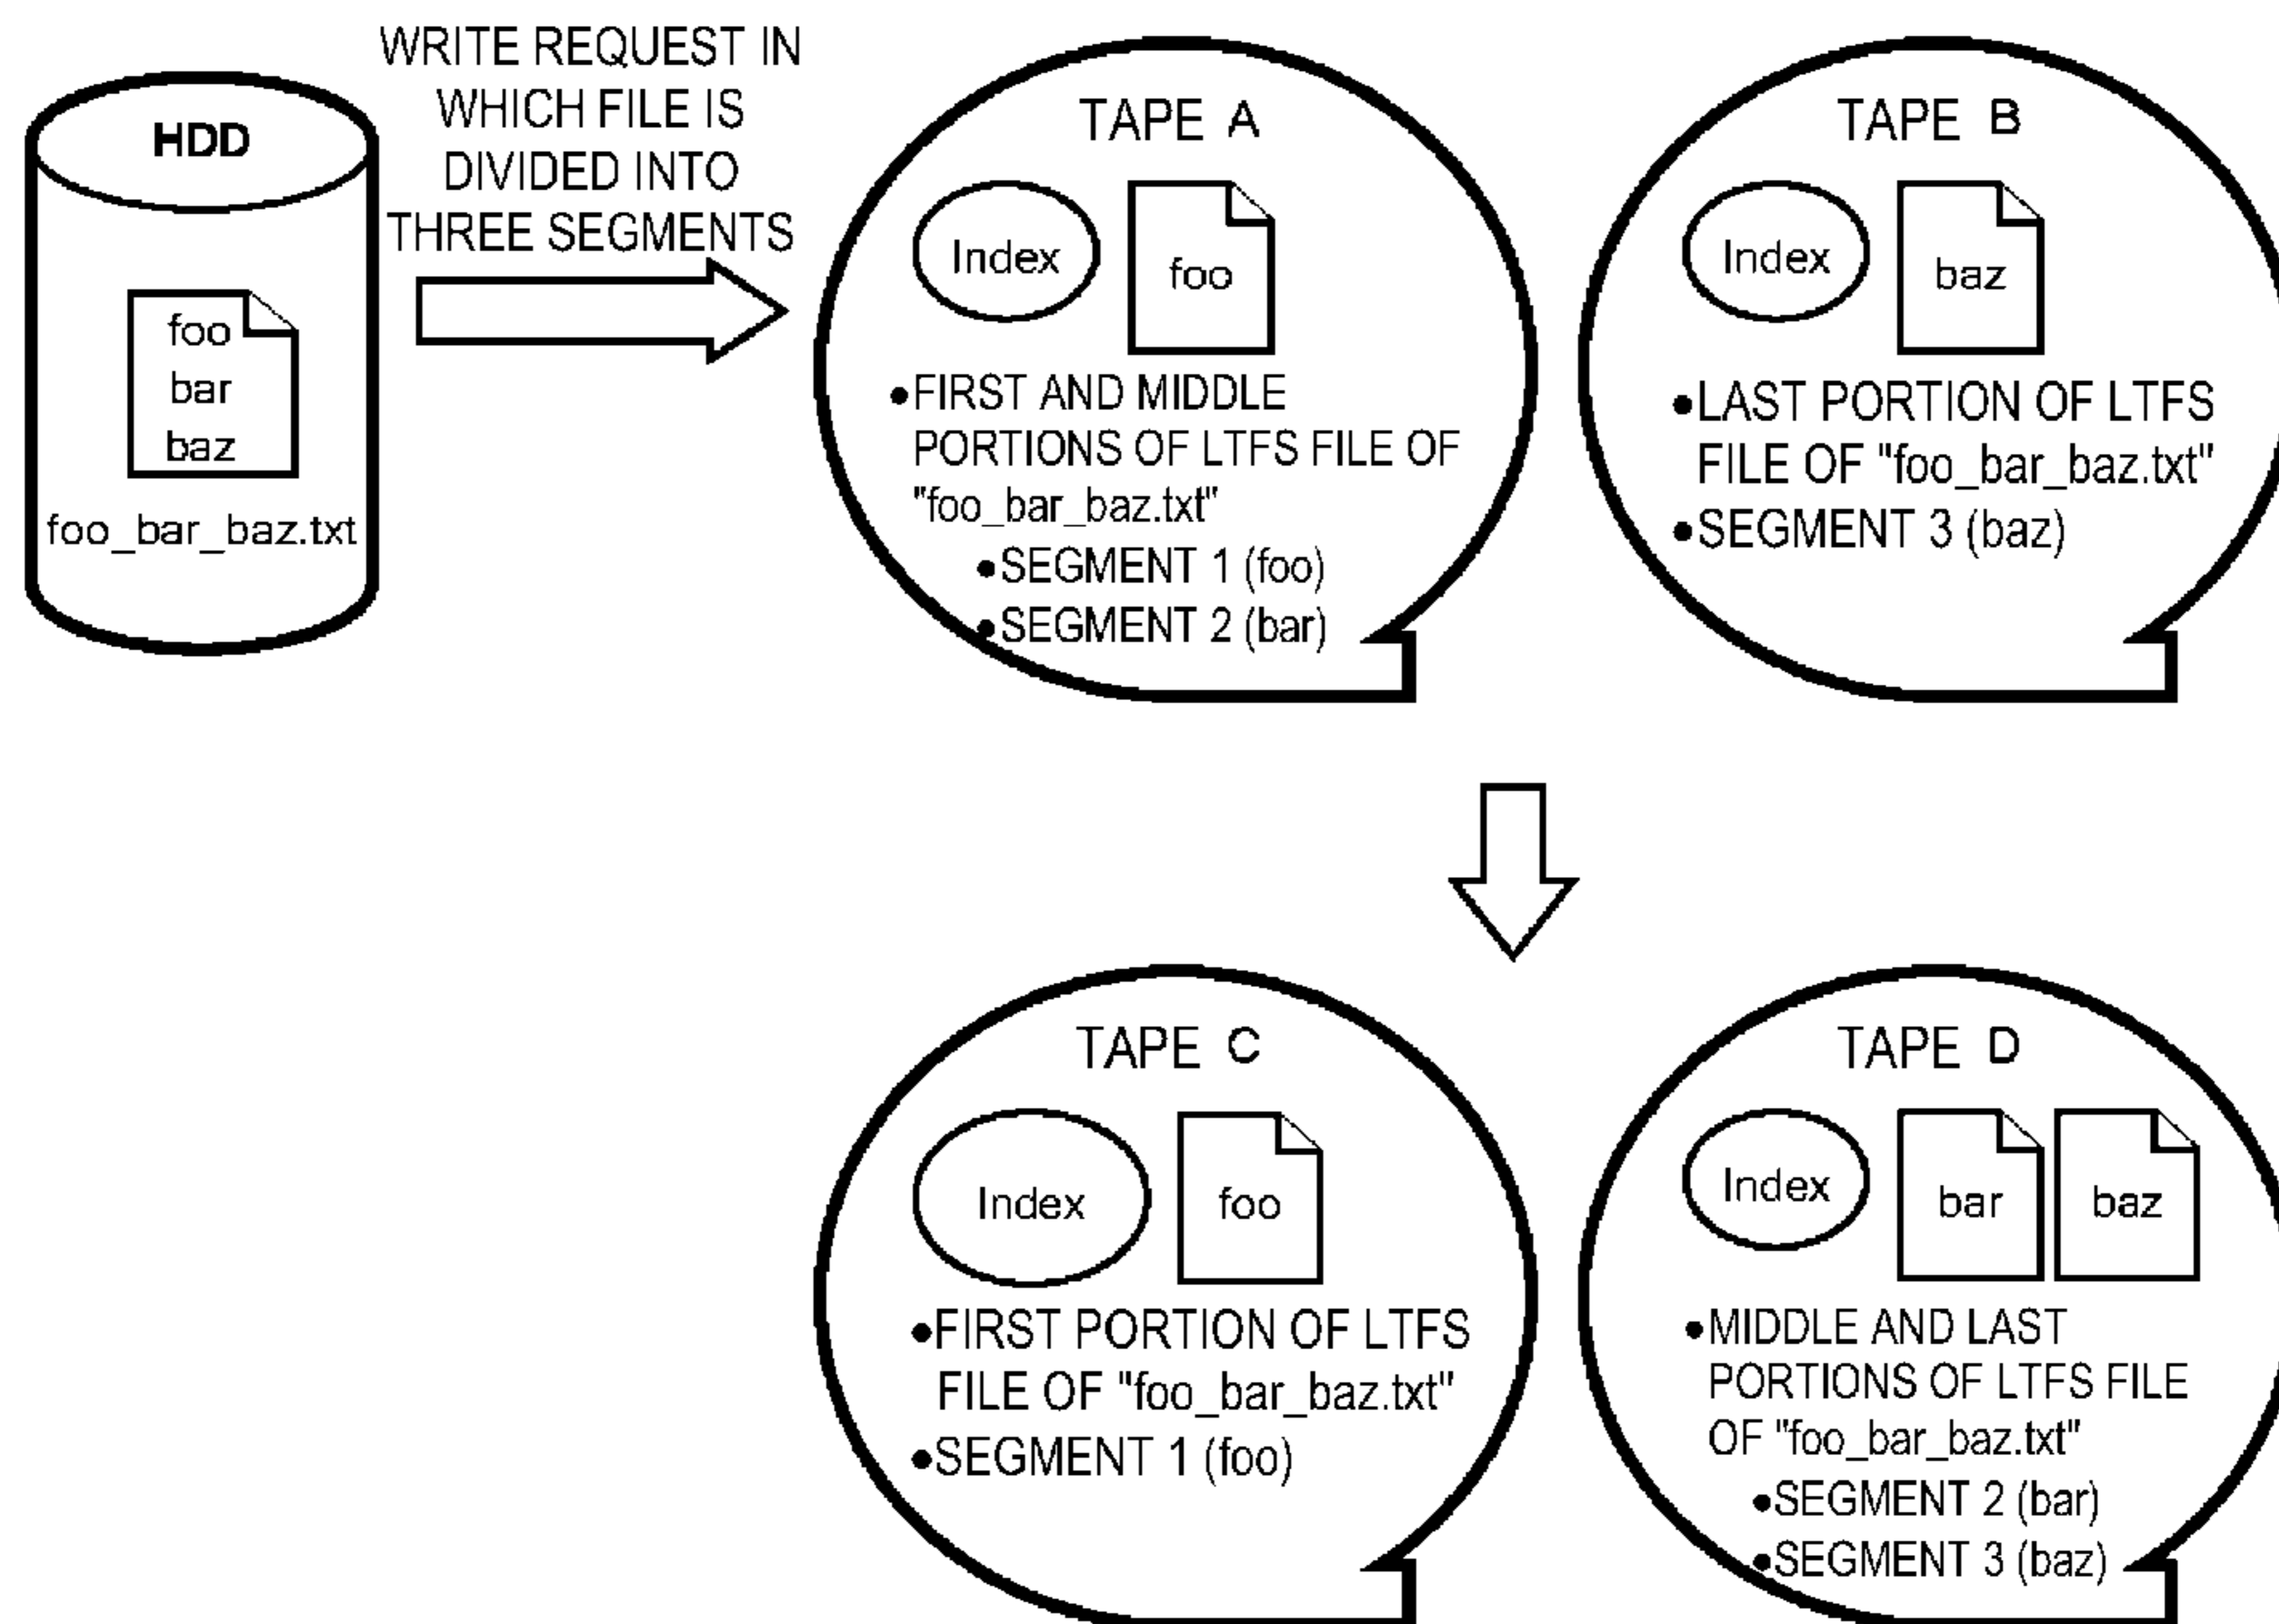 HDD
foo
bar
baz
foo_bar_baz.txt
WRITE REQUEST IN
WHICH FILE IS
DIVIDED INTO
THREE SEGMENTS
TAPE A
Index
foo
•FIRST AND MIDDLE
PORTIONS OF LTFS FILE OF
"foo_bar_baz.txt"
•SEGMENT 1 (foo)
•SEGMENT 2 (bar)
TAPE B
Index
baz
•LAST PORTION OF LTFS
FILE OF "foo_bar_baz.txt"
•SEGMENT 3 (baz)
TAPE C
Index
foo
•FIRST PORTION OF LTFS
FILE OF "foo_bar_baz.txt"
•SEGMENT 1 (foo)
TAPE D
Index
bar
baz
•MIDDLE AND LAST
PORTIONS OF LTFS FILE
OF "foo_bar_baz.txt"
•SEGMENT 2 (bar)
•SEGMENT 3 (baz)